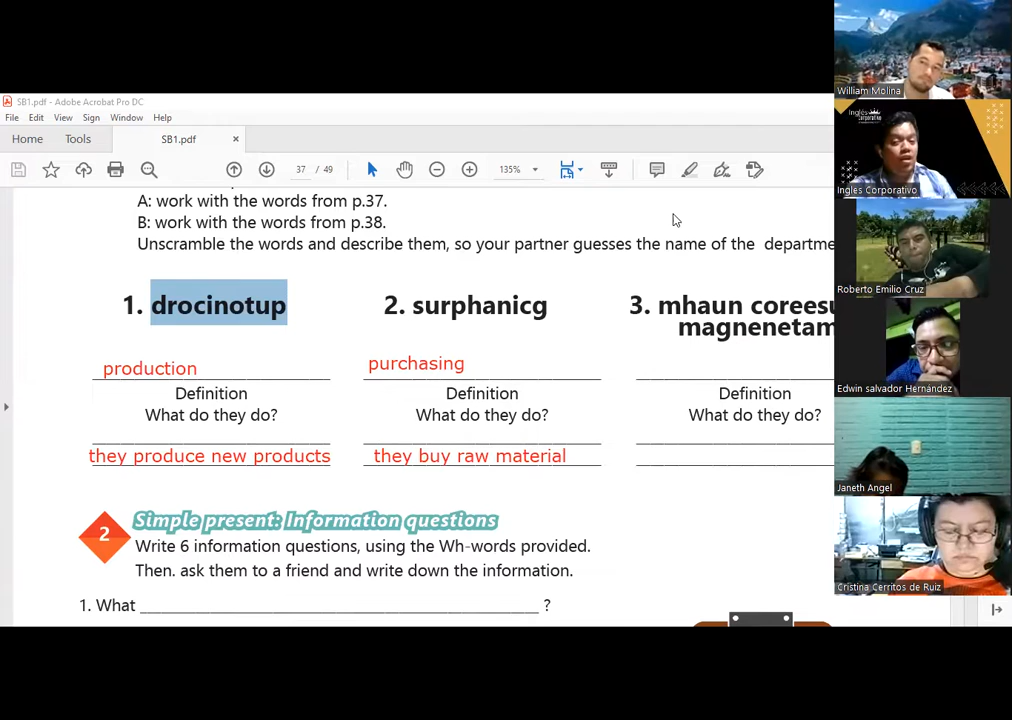 SB1.pdf - Adobe Acrobat Pro DC
File Edit View Sign Window Help
Home Tools SB1.pdf ×
37 / 49 135%
A: work with the words from p.37.
B: work with the words from p.38.
Unscramble the words and describe them, so your partner guesses the name of the departme
1. drocinotup 2. surphanicg 3. mhaun coreesu
magnenetam
production purchasing
Definition Definition Definition
What do they do? What do they do? What do they do?
they produce new products they buy raw material
2 Simple present: Information questions
Write 6 information questions, using the Wh-words provided.
Then. ask them to a friend and write down the information.
1. What ______________________ ?
William Molina
Inglés Corporativo
Ingles Corporativo
Roberto Emilio Cruz
Edwin salvador Hernández
Janeth Angel
Cristina Cerritos de Ruiz